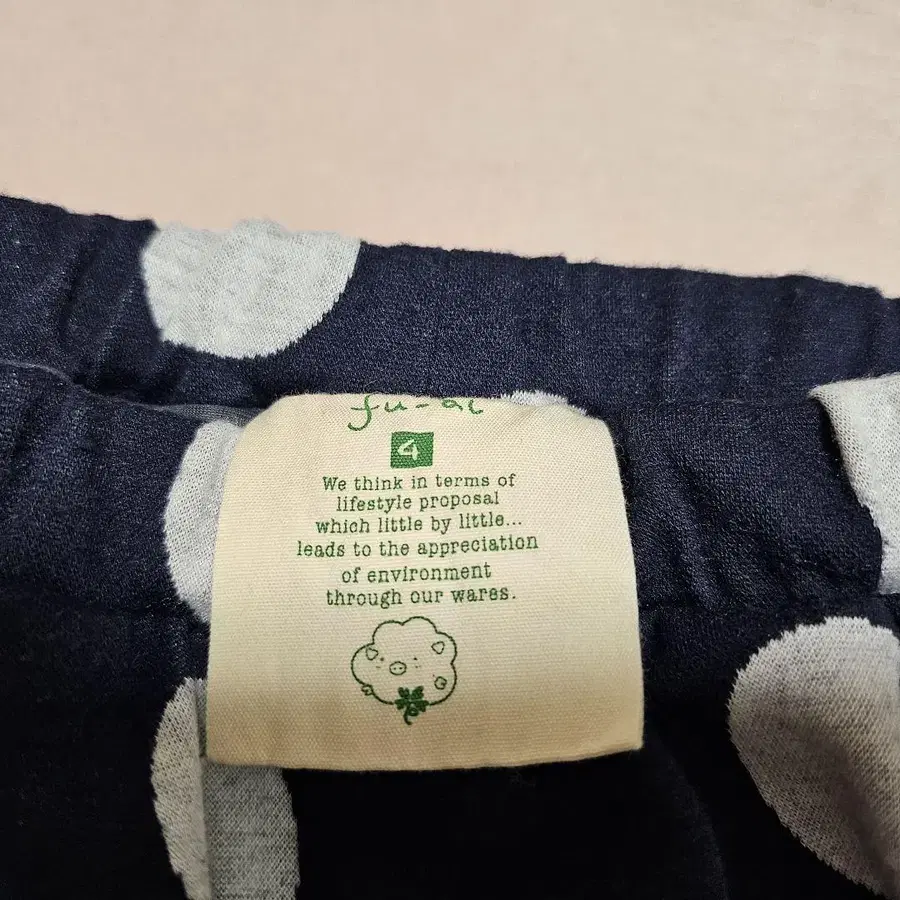 fu-al
4
We think in terms of
lifestyle proposal
which little by little...
leads to the appreciation
of environment
through our wares.